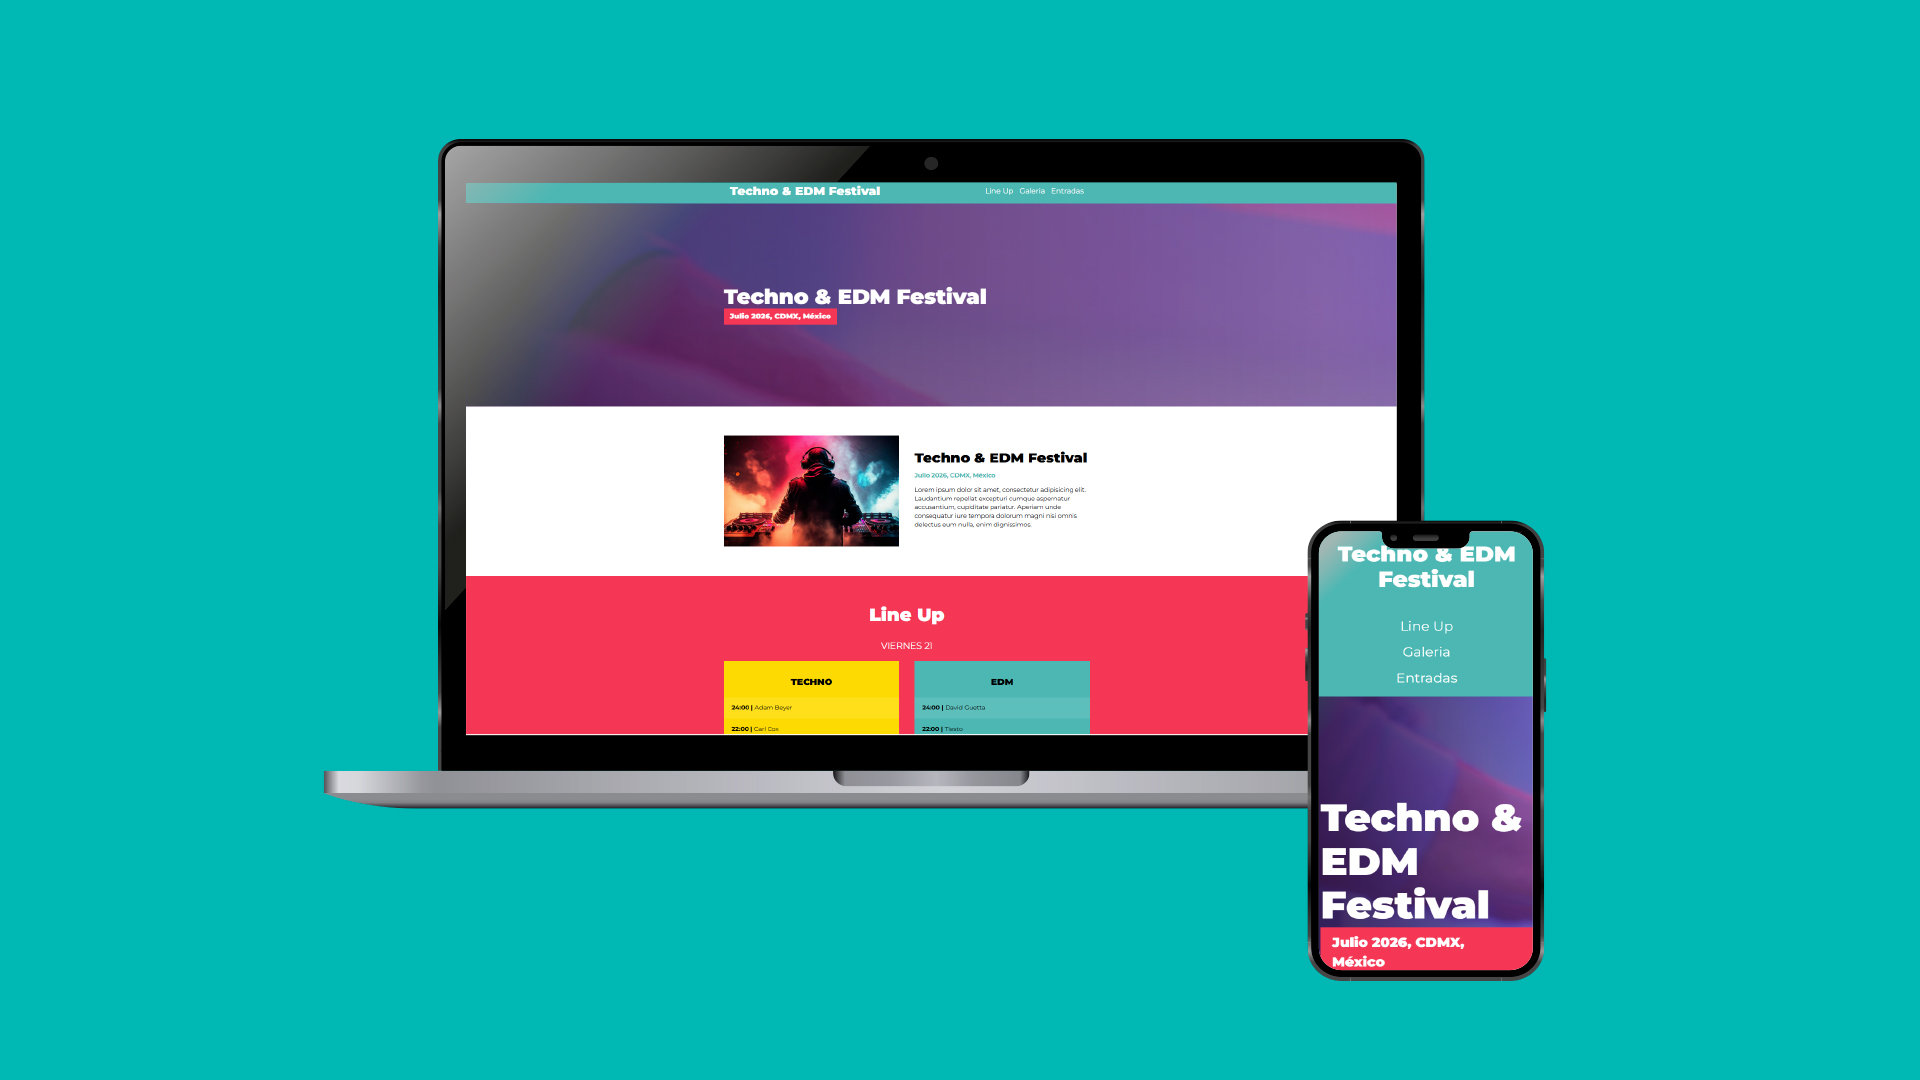 Techno & EDM Festival
Line Up Galeria Entradas
Techno & EDM Festival
Julio 2026, CDMX, México
Techno & EDM Festival
Julio 2026, CDMX, México
Lorem ipsum dolor sit amet, consectetur adipisicing elit.
Laudantium repellat excepturi cumque aspernatur
accusantium, cupiditate pariatur. Aperiam unde
consequatur iure tempora dolorum magni nisi omnis
delectus eum nulla, enim dignissimos.
Line Up
VIERNES 21
TECHNO
24:00 | Adam Beyer
22:00 | Carl Cox
EDM
24:00 | David Guetta
22:00 | Tiesto
Techno & EDM
Festival
Line Up
Galeria
Entradas
Techno &
EDM
Festival
Julio 2026, CDMX,
México